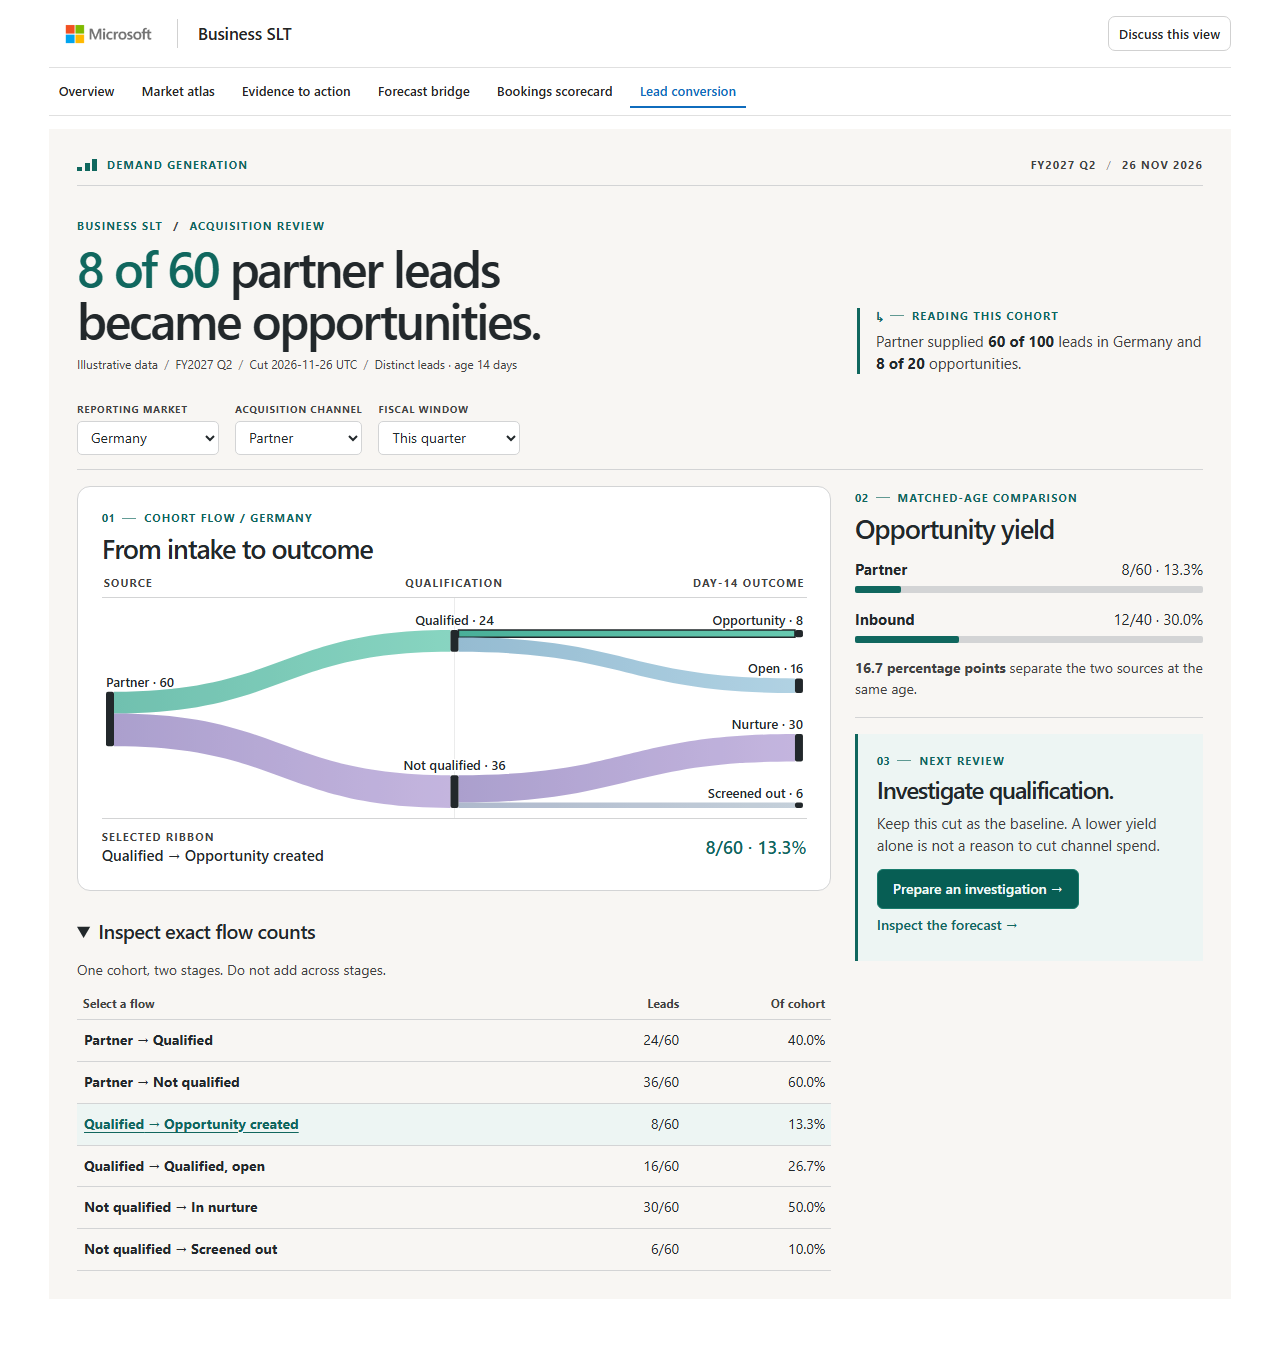 Microsoft
Business SLT
Discuss this view
Overview
Market atlas
Evidence to action
Forecast bridge
Bookings scorecard
Lead conversion
DEMAND GENERATION
FY2027 Q2 / 26 NOV 2026
BUSINESS SLT / ACQUISITION REVIEW
8 of 60 partner leads
became opportunities.
Illustrative data / FY2027 Q2 / Cut 2026-11-26 UTC / Distinct leads · age 14 days
↳ — READING THIS COHORT
Partner supplied 60 of 100 leads in Germany and
8 of 20 opportunities.
REPORTING MARKET
Germany
ACQUISITION CHANNEL
Partner
FISCAL WINDOW
This quarter
01 — COHORT FLOW / GERMANY
From intake to outcome
SOURCE
QUALIFICATION
DAY-14 OUTCOME
Qualified · 24
Opportunity · 8
Open · 16
Partner · 60
Nurture · 30
Not qualified · 36
Screened out · 6
SELECTED RIBBON
Qualified → Opportunity created
8/60 · 13.3%
02 — MATCHED-AGE COMPARISON
Opportunity yield
Partner 8/60 · 13.3%
Inbound 12/40 · 30.0%
16.7 percentage points separate the two sources at the
same age.
03 — NEXT REVIEW
Investigate qualification.
Keep this cut as the baseline. A lower yield
alone is not a reason to cut channel spend.
Prepare an investigation →
Inspect the forecast →
▼ Inspect exact flow counts
One cohort, two stages. Do not add across stages.
Select a flow Leads Of cohort
Partner → Qualified 24/60 40.0%
Partner → Not qualified 36/60 60.0%
Qualified → Opportunity created 8/60 13.3%
Qualified → Qualified, open 16/60 26.7%
Not qualified → In nurture 30/60 50.0%
Not qualified → Screened out 6/60 10.0%